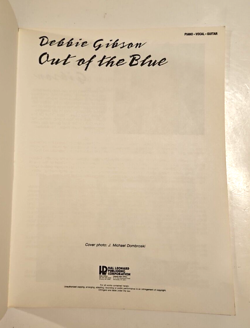 PIANO • VOCAL • GUITAR
Debbie Gibson
Out of the Blue
Cover photo: J. Michael Dombroski
HAL LEONARD
PUBLISHING
CORPORATION